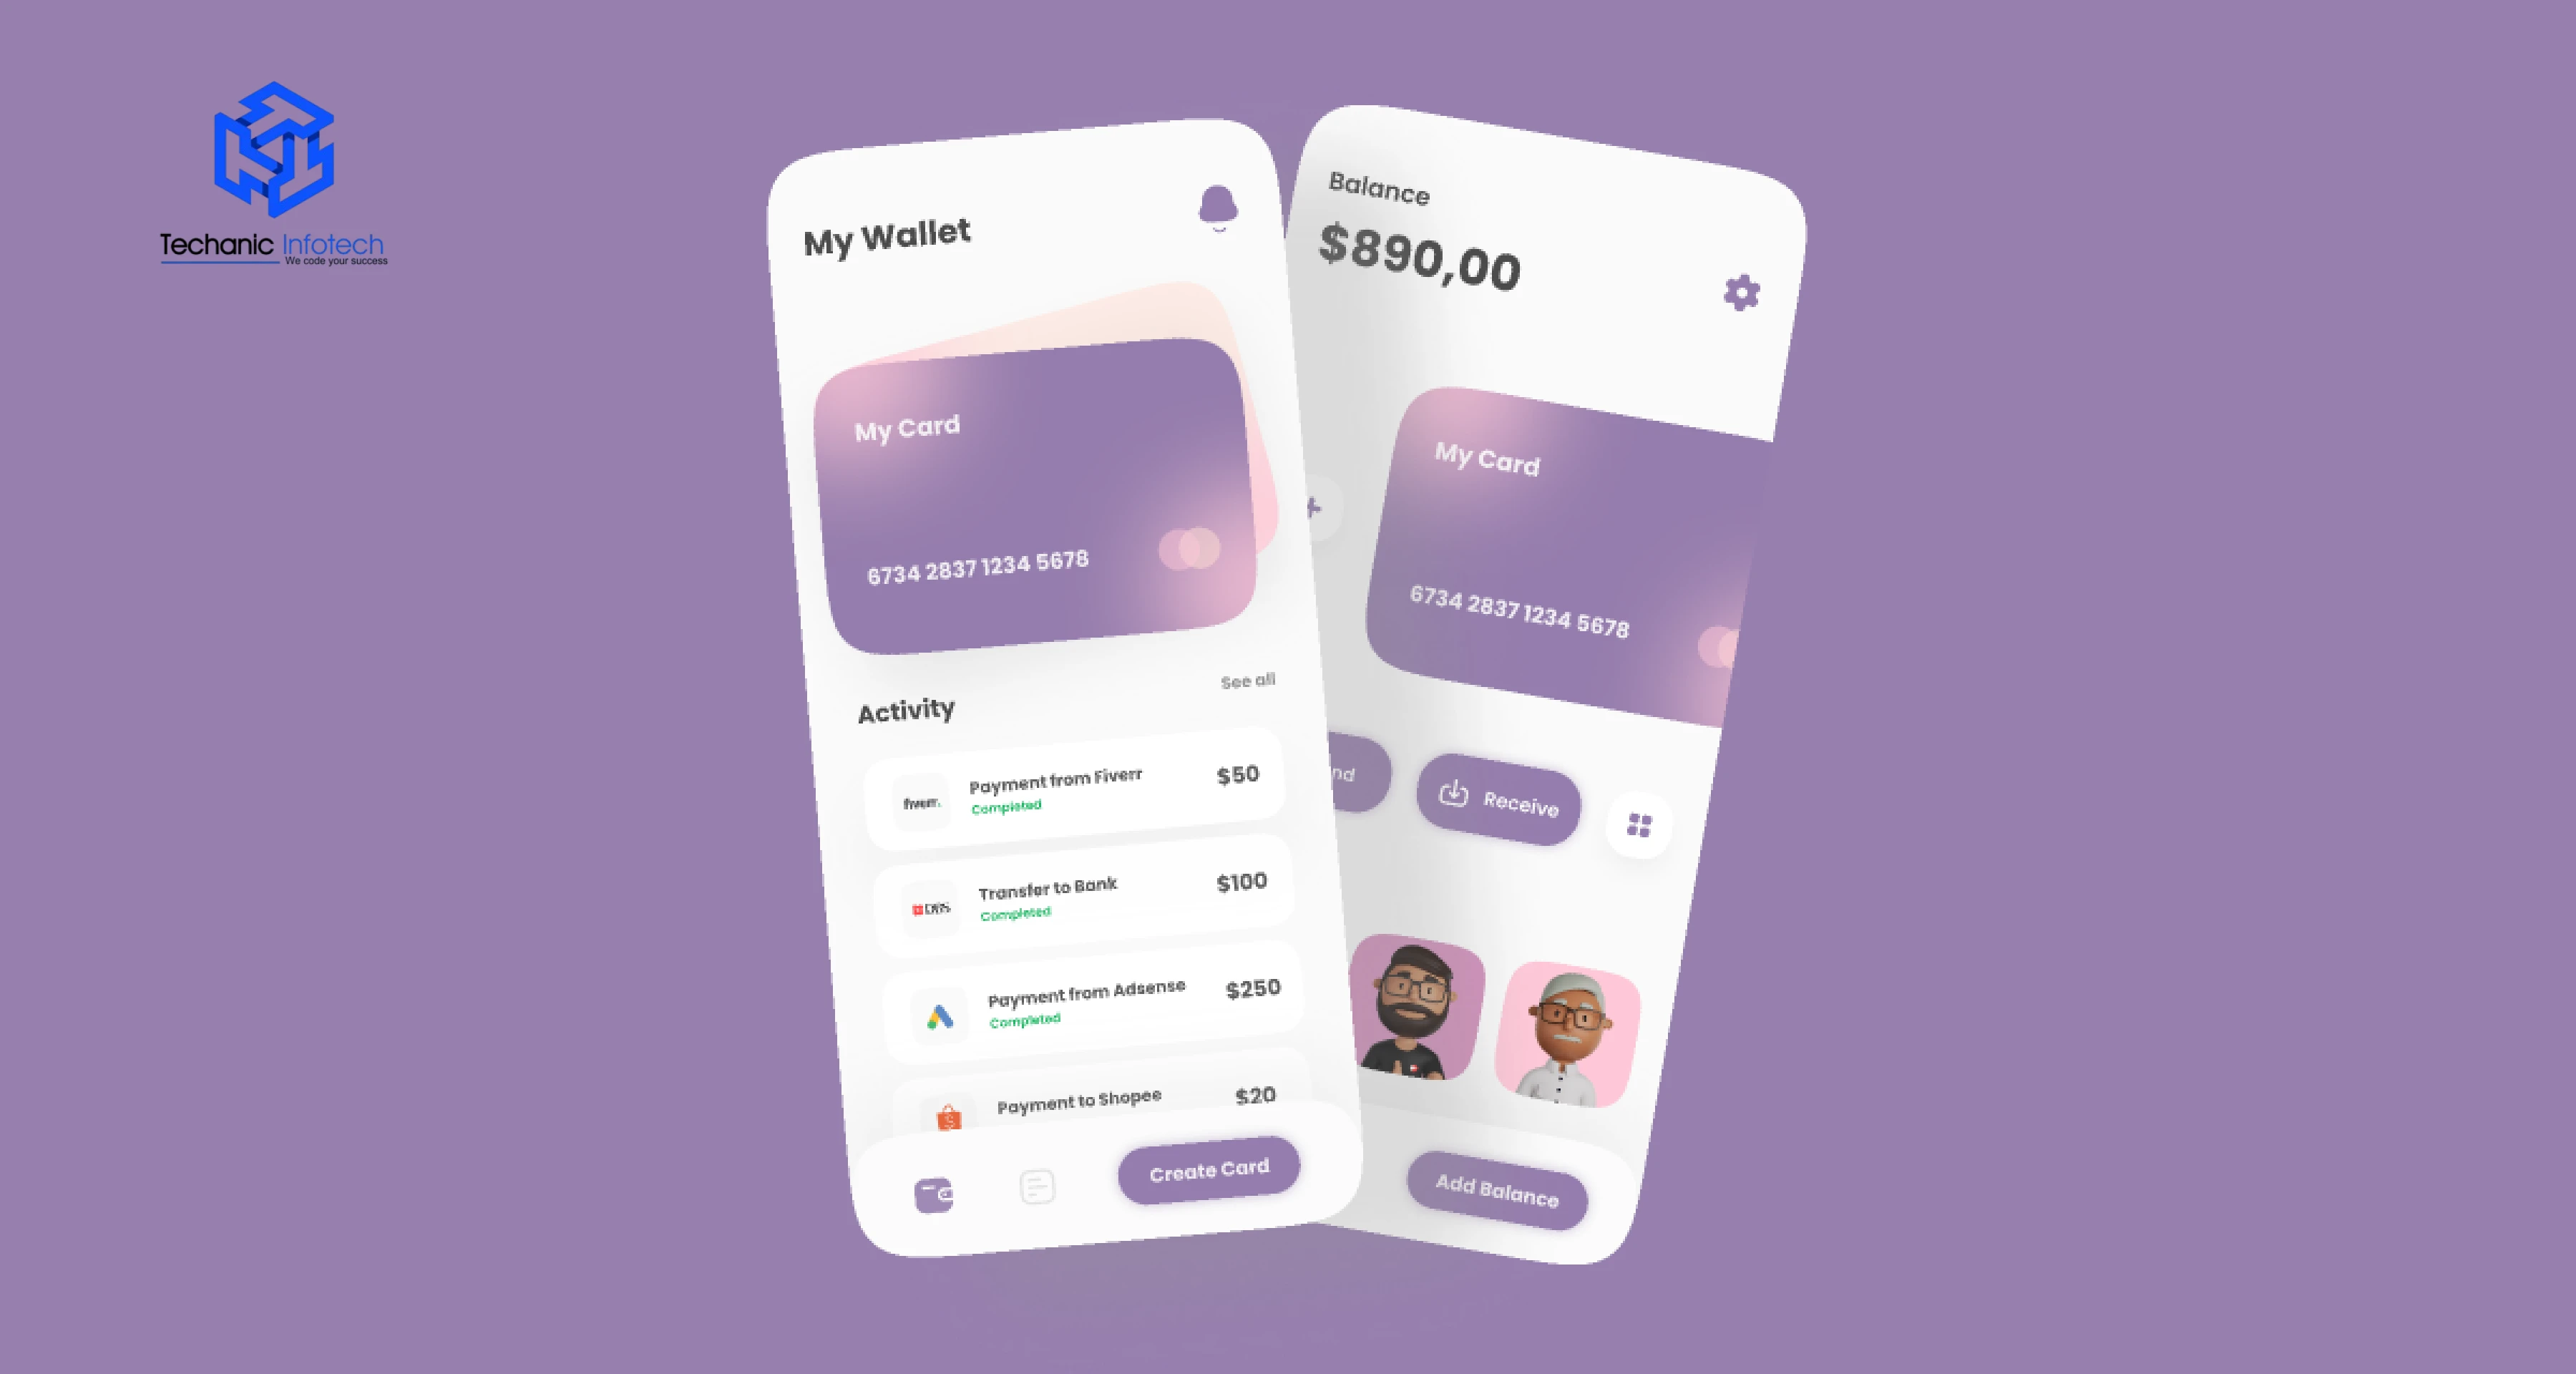 Techanic Infotech
We code your success
My Wallet
My Card
6734 2837 1234 5678
Activity
See all
fiverr.
Payment from Fiverr
$50
Completed
DBS
Transfer to Bank
$100
Completed
Payment from Adsense
$250
Completed
Payment to Shopee
$20
Create Card
Balance
$890,00
My Card
6734 2837 1234 5678
nd
Receive
Add Balance